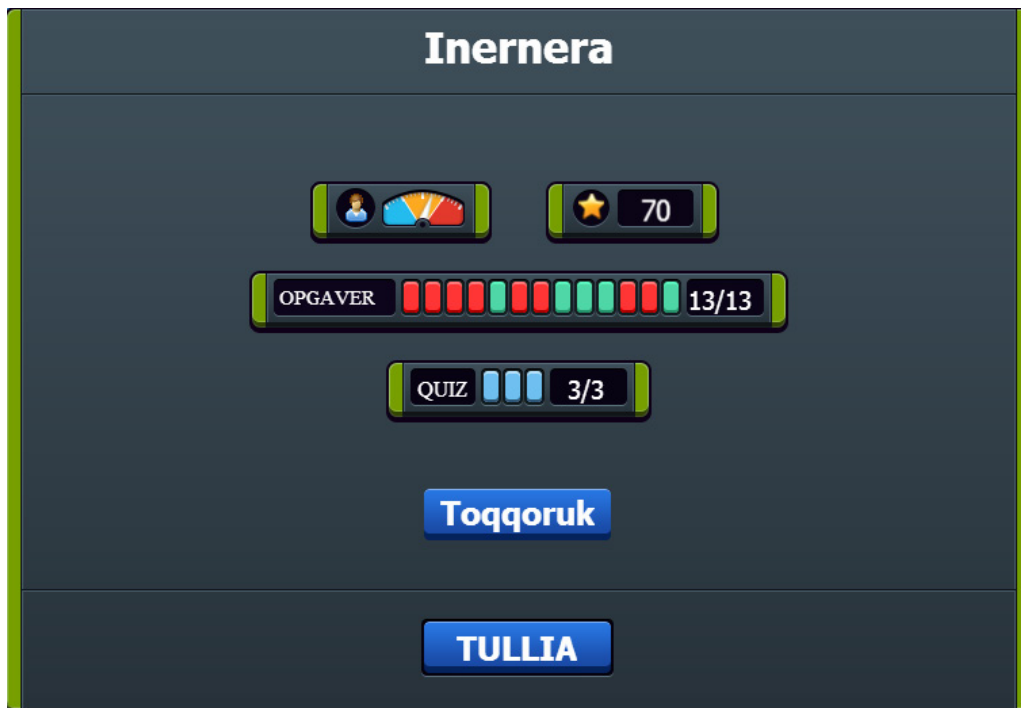 Inernera
70
OPGAVER 13/13
QUIZ 3/3
Toqqoruk
TULLIA